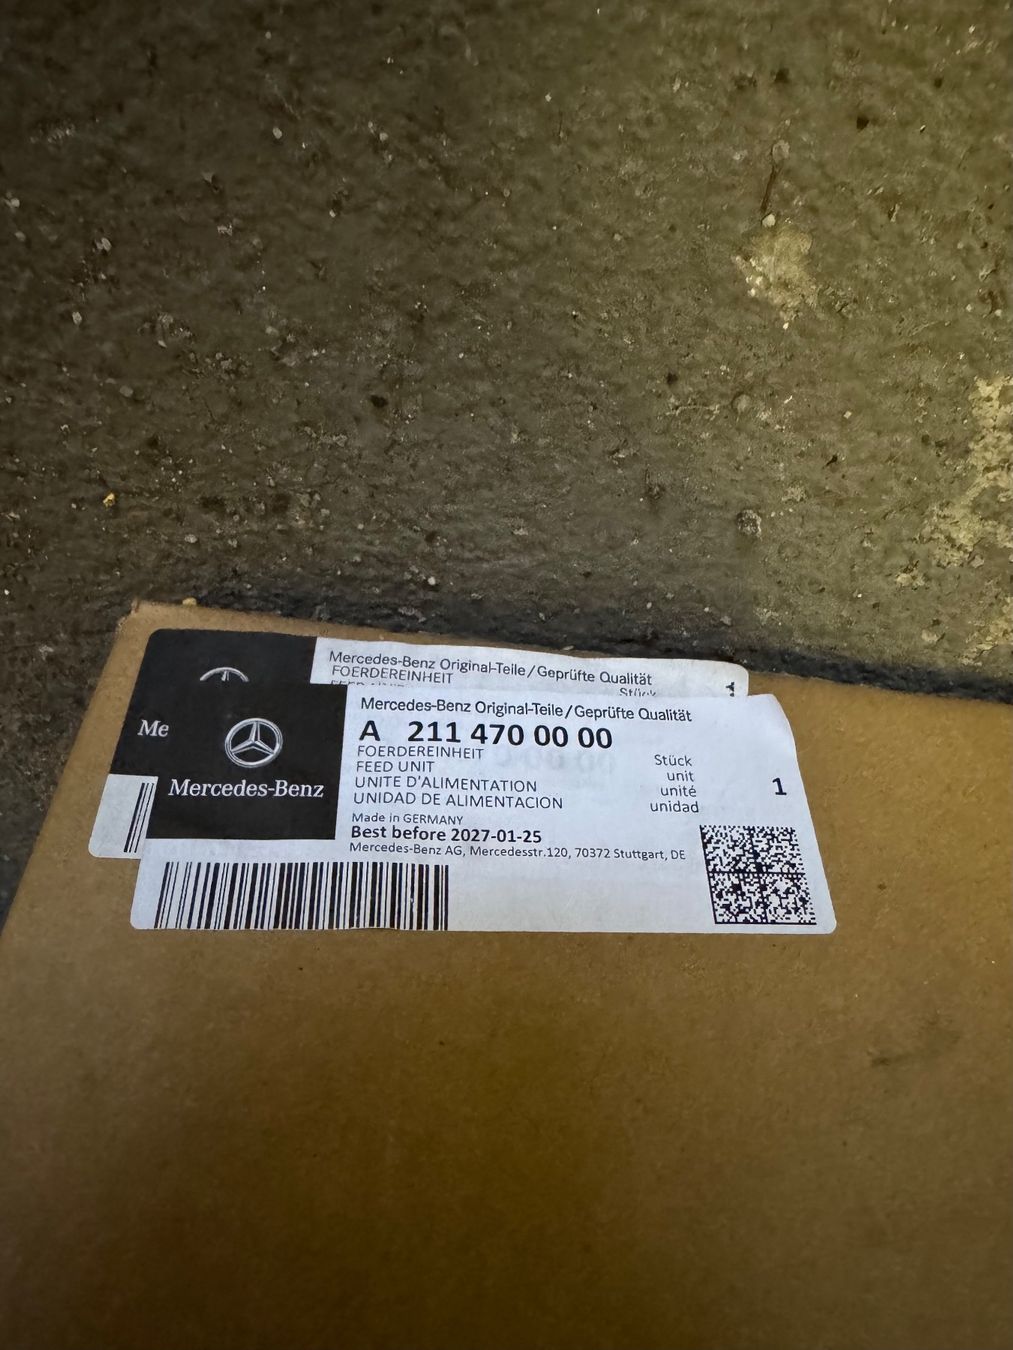 Mercedes-Benz Original-Teile/Geprüfte Qualität
FOERDEREINHEIT
Stück
1
Me
Mercedes-Benz
Mercedes-Benz Original-Teile/Geprüfte Qualität
A 211 470 00 00
FOERDEREINHEIT
FEED UNIT
UNITE D'ALIMENTATION
UNIDAD DE ALIMENTACION
Stück
unit
unité
unidad
1
Made in GERMANY
Best before 2027-01-25
Mercedes-Benz AG, Mercedesstr.120, 70372 Stuttgart, DE